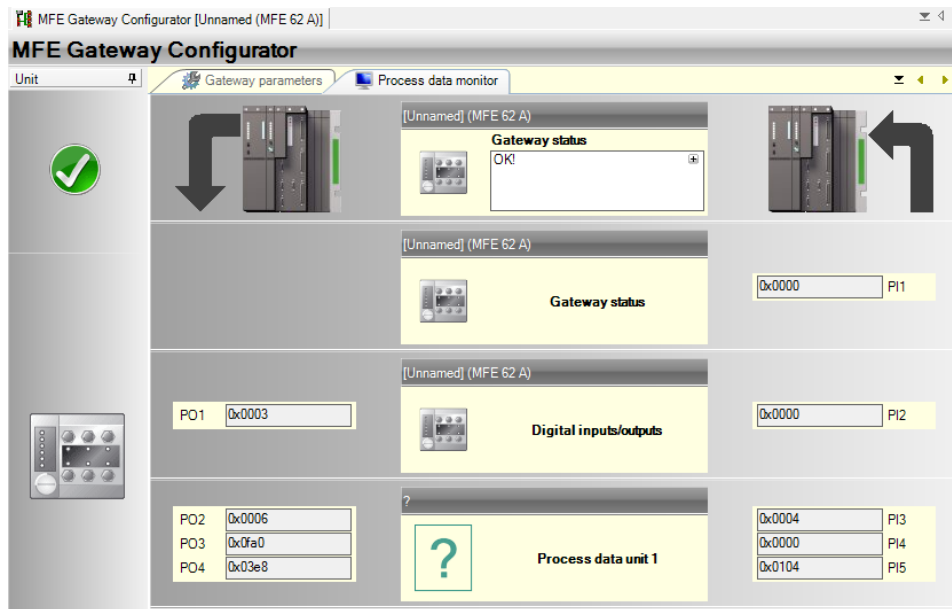 MFE Gateway Configurator [Unnamed (MFE 62 A)]
MFE Gateway Configurator
Unit
Gateway parameters
Process data monitor
[Unnamed] (MFE 62 A)
Gateway status
OK!
[Unnamed] (MFE 62 A)
Gateway status
0x0000 PI1
[Unnamed] (MFE 62 A)
PO1 0x0003
Digital inputs/outputs
0x0000 PI2
?
PO2 0x0006
PO3 0x0fa0
PO4 0x03e8
?
Process data unit 1
0x0004 PI3
0x0000 PI4
0x0104 PI5